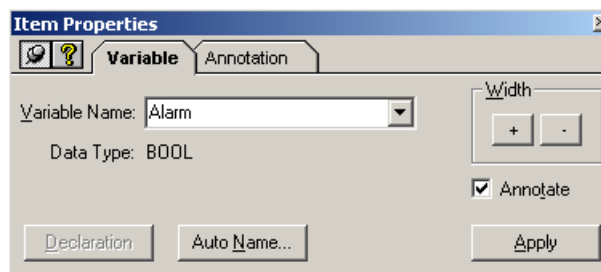 Item Properties
Variable Annotation
Width
Variable Name: Alarm
+ -
Data Type: BOOL
Annotate
Declaration Auto Name... Apply